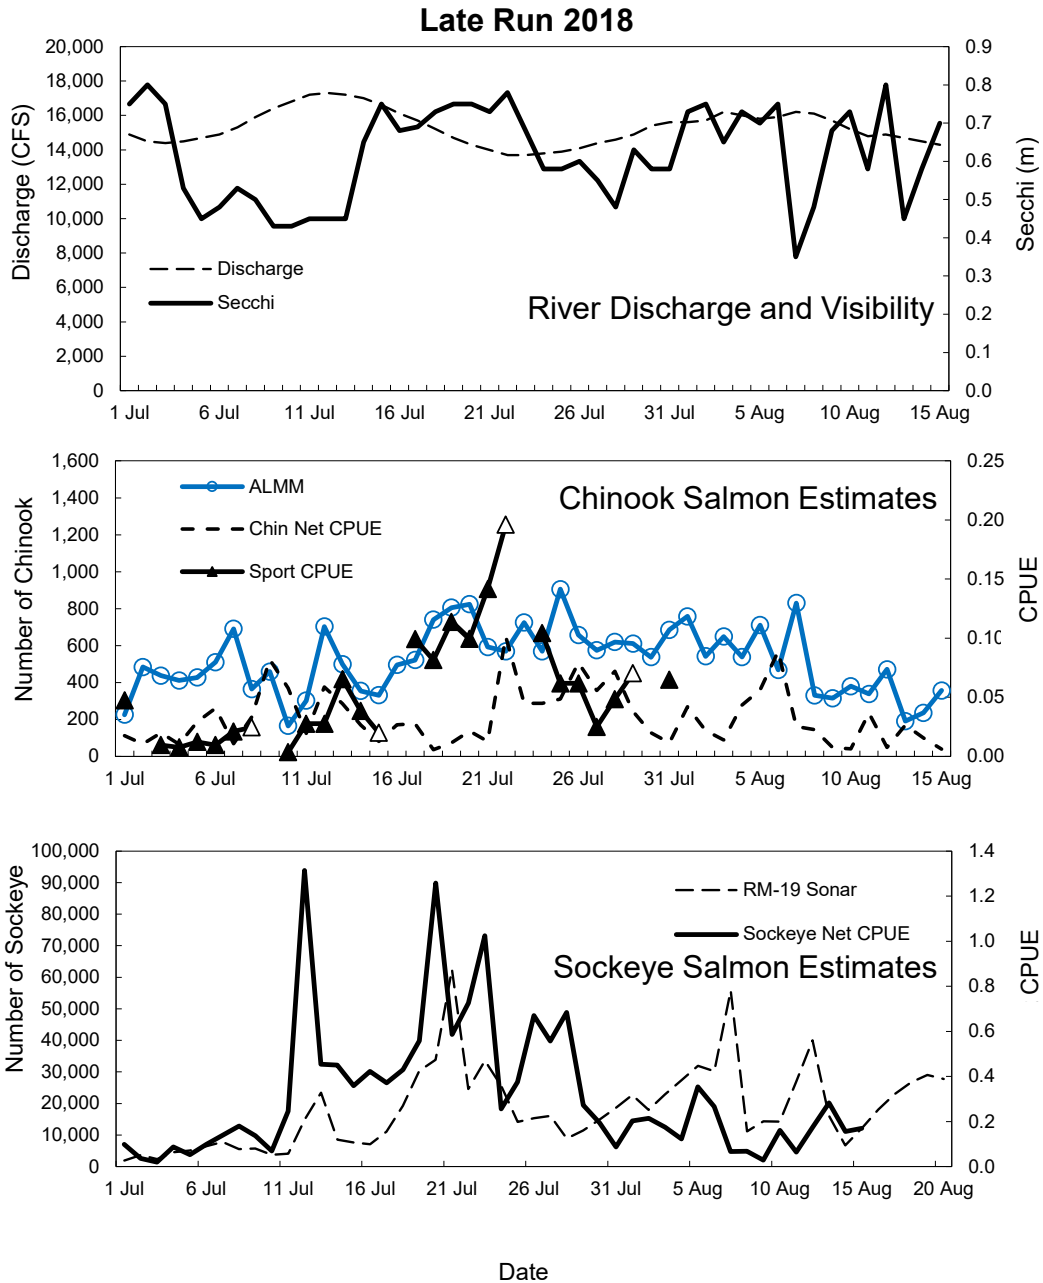 Late Run 2018
20,000
18,000
16,000
14,000
12,000
10,000
8,000
6,000
4,000
2,000
0
Discharge (CFS)
0.9
0.8
0.7
0.6
0.5
0.4
0.3
0.2
0.1
0.0
Secchi (m)
Discharge
Secchi
River Discharge and Visibility
1 Jul 6 Jul 11 Jul 16 Jul 21 Jul 26 Jul 31 Jul 5 Aug 10 Aug 15 Aug
1,600
1,400
1,200
1,000
800
600
400
200
0
Number of Chinook
0.25
0.20
0.15
0.10
0.05
0.00
CPUE
ALMM
Chin Net CPUE
Sport CPUE
Chinook Salmon Estimates
1 Jul 6 Jul 11 Jul 16 Jul 21 Jul 26 Jul 31 Jul 5 Aug 10 Aug 15 Aug
100,000
90,000
80,000
70,000
60,000
50,000
40,000
30,000
20,000
10,000
0
Number of Sockeye
1.4
1.2
1.0
0.8
0.6
0.4
0.2
0.0
CPUE
RM-19 Sonar
Sockeye Net CPUE
Sockeye Salmon Estimates
1 Jul 6 Jul 11 Jul 16 Jul 21 Jul 26 Jul 31 Jul 5 Aug 10 Aug 15 Aug 20 Aug
Date